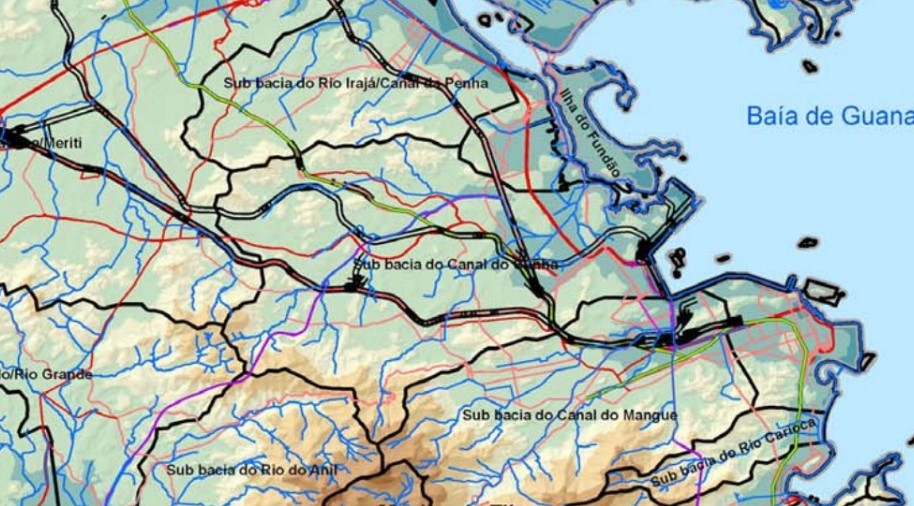 Sub bacia do Rio Irajá/Canal da Penha
Ilha do Fundão
Baía de Guana
/Meriti
Sub bacia do Canal do Cunha
o/Rio Grande
Sub bacia do Canal do Mangue
Sub bacia do Rio Carioca
Sub bacia do Rio do Anil